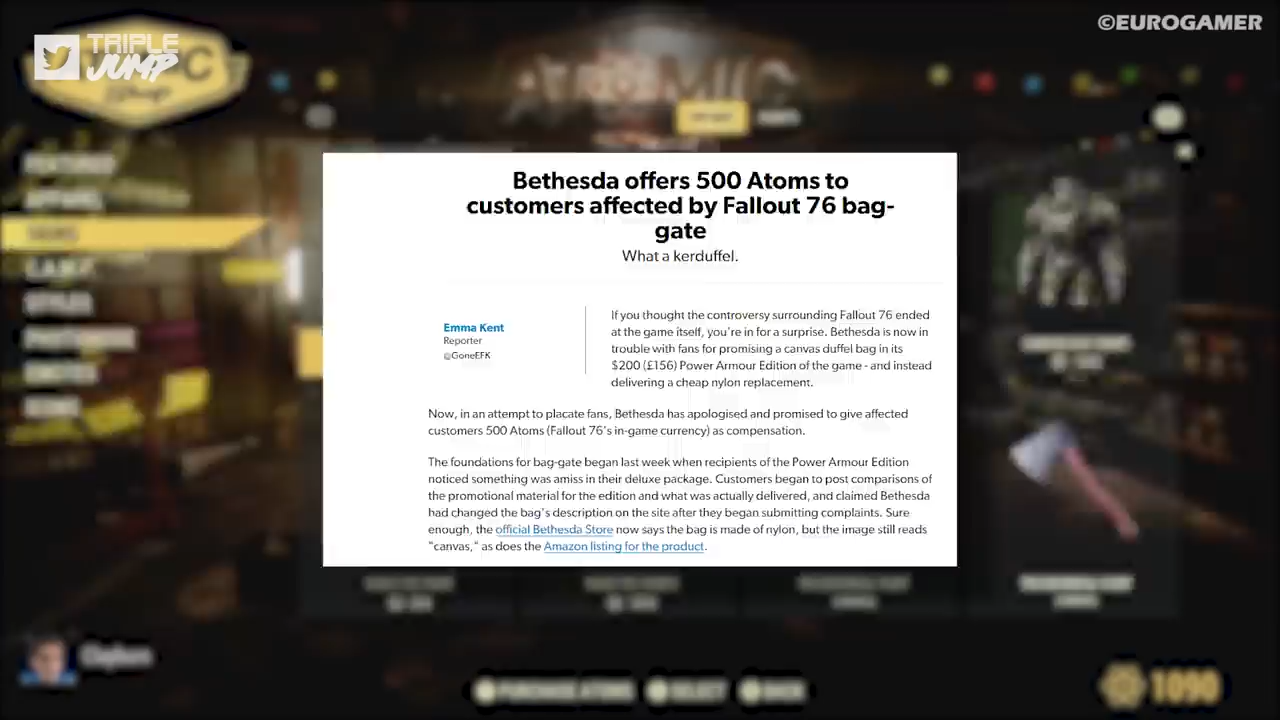 ©EUROGAMER
TRIPLE
JUMP
Bethesda offers 500 Atoms to
customers affected by Fallout 76 bag-
gate
What a kerduffel.
Emma Kent
Reporter
@GoneEFK
If you thought the controversy surrounding Fallout 76 ended
at the game itself, you're in for a surprise. Bethesda is now in
trouble with fans for promising a canvas duffel bag in its
$200 (£156) Power Armour Edition of the game - and instead
delivering a cheap nylon replacement.
Now, in an attempt to placate fans, Bethesda has apologised and promised to give affected
customers 500 Atoms (Fallout 76's in-game currency) as compensation.
The foundations for bag-gate began last week when recipients of the Power Armour Edition
noticed something was amiss in their deluxe package. Customers began to post comparisons of
the promotional material for the edition and what was actually delivered, and claimed Bethesda
had changed the bag's description on the site after they began submitting complaints. Sure
enough, the official Bethesda Store now says the bag is made of nylon, but the image still reads
"canvas," as does the Amazon listing for the product.
PURCHASE ATOMS
SELECT
BACK
1090